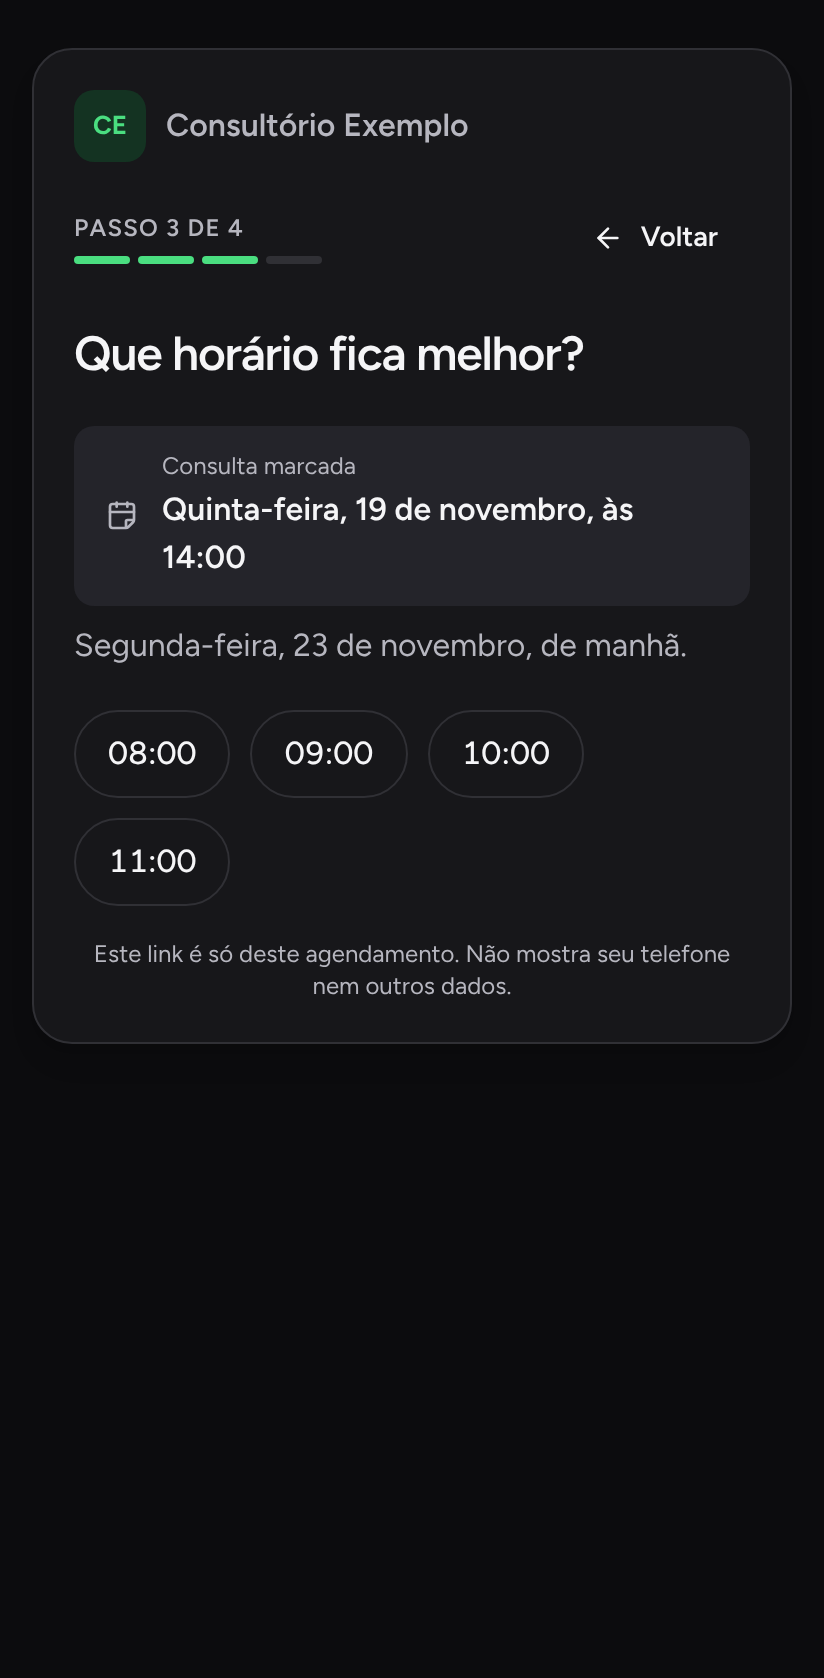 CE
Consultório Exemplo
PASSO 3 DE 4
Voltar
Que horário fica melhor?
Consulta marcada
Quinta-feira, 19 de novembro, às
14:00
Segunda-feira, 23 de novembro, de manhã.
08:00
09:00
10:00
11:00
Este link é só deste agendamento. Não mostra seu telefone
nem outros dados.